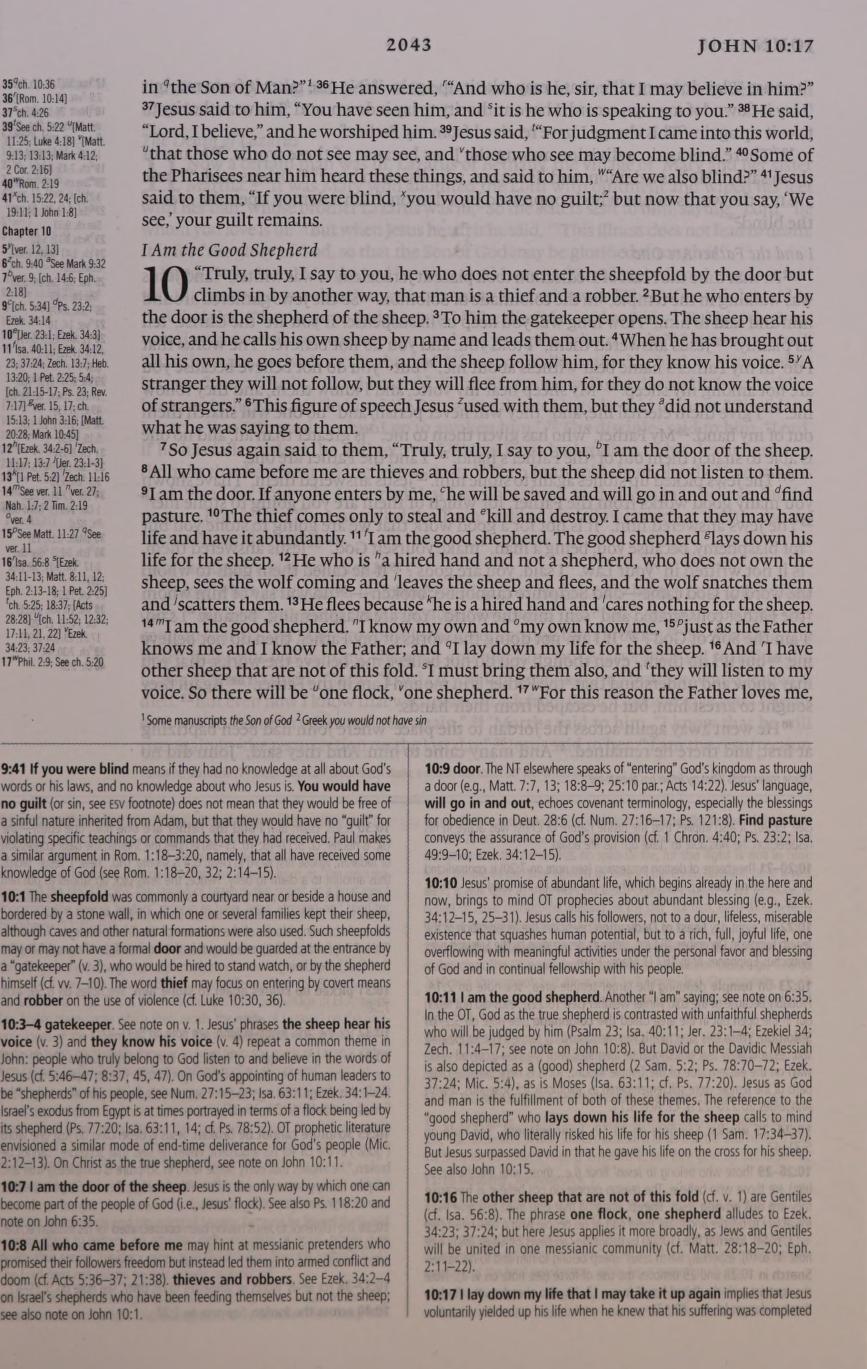 2043 JOHN 10:17
35 q ch. 10:36
36 r [Rom. 10:14]
37 s ch. 4:26
39 t See ch. 5:22 u [Matt.
11:25; Luke 4:18] v [Matt.
9:13; 13:13; Mark 4:12;
2 Cor. 2:16]
40 w Rom. 2:19
41 x ch. 15:22, 24; [ch.
19:11; 1 John 1:8]
Chapter 10
5 y [ver. 12, 13]
6 z ch. 9:40 a See Mark 9:32
7 b ver. 9; [ch. 14:6; Eph.
2:18]
9 c [ch. 5:34] d Ps. 23:2;
Ezek. 34:14
10 e [Jer. 23:1; Ezek. 34:3]
11 f Isa. 40:11; Ezek. 34:12,
23; 37:24; Zech. 13:7; Heb.
13:20; 1 Pet. 2:25; 5:4;
[ch. 21:15-17; Ps. 23; Rev.
7:17] g ver. 15, 17; ch.
15:13; 1 John 3:16; [Matt.
20:28; Mark 10:45]
12 h [Ezek. 34:2-6] i Zech.
11:17; 13:7 j [Jer. 23:1-3]
13 k [1 Pet. 5:2] l Zech. 11:16
14 m See ver. 11 n ver. 27;
Nah. 1:7; 2 Tim. 2:19
o ver. 4
15 p See Matt. 11:27 q See
ver. 11
16 r Isa. 56:8 s [Ezek.
34:11-13; Matt. 8:11, 12;
Eph. 2:13-18; 1 Pet. 2:25]
t ch. 5:25; 18:37; [Acts
28:28] u [ch. 11:52; 12:32;
17:11, 21, 22] v Ezek.
34:23; 37:24
17 w Phil. 2:9; See ch. 5:20
in q the Son of Man?” 1 36 He answered, r “And who is he, sir, that I may believe in him?”
37 Jesus said to him, “You have seen him, and s it is he who is speaking to you.” 38 He said,
“Lord, I believe,” and he worshiped him. 39 Jesus said, t “For judgment I came into this world,
u that those who do not see may see, and v those who see may become blind.” 40 Some of
the Pharisees near him heard these things, and said to him, w “Are we also blind?” 41 Jesus
said to them, “If you were blind, x you would have no guilt; 2 but now that you say, ‘We
see,’ your guilt remains.
I Am the Good Shepherd
10 “Truly, truly, I say to you, he who does not enter the sheepfold by the door but
climbs in by another way, that man is a thief and a robber. 2 But he who enters by
the door is the shepherd of the sheep. 3 To him the gatekeeper opens. The sheep hear his
voice, and he calls his own sheep by name and leads them out. 4 When he has brought out
all his own, he goes before them, and the sheep follow him, for they know his voice. 5 y A
stranger they will not follow, but they will flee from him, for they do not know the voice
of strangers.” 6 This figure of speech Jesus z used with them, but they a did not understand
what he was saying to them.
7 So Jesus again said to them, “Truly, truly, I say to you, b I am the door of the sheep.
8 All who came before me are thieves and robbers, but the sheep did not listen to them.
9 I am the door. If anyone enters by me, c he will be saved and will go in and out and d find
pasture. 10 The thief comes only to steal and e kill and destroy. I came that they may have
life and have it abundantly. 11 f I am the good shepherd. The good shepherd g lays down his
life for the sheep. 12 He who is h a hired hand and not a shepherd, who does not own the
sheep, sees the wolf coming and i leaves the sheep and flees, and the wolf snatches them
and j scatters them. 13 He flees because k he is a hired hand and l cares nothing for the sheep.
14 m I am the good shepherd. n I know my own and o my own know me, 15 p just as the Father
knows me and I know the Father; and q I lay down my life for the sheep. 16 And r I have
other sheep that are not of this fold. s I must bring them also, and t they will listen to my
voice. So there will be u one flock, v one shepherd. 17 w For this reason the Father loves me,
1 Some manuscripts the Son of God 2 Greek you would not have sin
9:41 If you were blind means if they had no knowledge at all about God's
words or his laws, and no knowledge about who Jesus is. You would have
no guilt (or sin, see ESV footnote) does not mean that they would be free of
a sinful nature inherited from Adam, but that they would have no “guilt” for
violating specific teachings or commands that they had received. Paul makes
a similar argument in Rom. 1:18–3:20, namely, that all have received some
knowledge of God (see Rom. 1:18–20, 32; 2:14–15).
10:1 The sheepfold was commonly a courtyard near or beside a house and
bordered by a stone wall, in which one or several families kept their sheep,
although caves and other natural formations were also used. Such sheepfolds
may or may not have a formal door and would be guarded at the entrance by
a “gatekeeper” (v. 3), who would be hired to stand watch, or by the shepherd
himself (cf. vv. 7–10). The word thief may focus on entering by covert means
and robber on the use of violence (cf. Luke 10:30, 36).
10:3–4 gatekeeper. See note on v. 1. Jesus' phrases the sheep hear his
voice (v. 3) and they know his voice (v. 4) repeat a common theme in
John: people who truly belong to God listen to and believe in the words of
Jesus (cf. 5:46–47; 8:37, 45, 47). On God's appointing of human leaders to
be “shepherds” of his people, see Num. 27:15–23; Isa. 63:11; Ezek. 34:1–24.
Israel's exodus from Egypt is at times portrayed in terms of a flock being led by
its shepherd (Ps. 77:20; Isa. 63:11, 14; cf. Ps. 78:52). OT prophetic literature
envisioned a similar mode of end-time deliverance for God's people (Mic.
2:12–13). On Christ as the true shepherd, see note on John 10:11.
10:7 I am the door of the sheep. Jesus is the only way by which one can
become part of the people of God (i.e., Jesus' flock). See also Ps. 118:20 and
note on John 6:35.
10:8 All who came before me may hint at messianic pretenders who
promised their followers freedom but instead led them into armed conflict and
doom (cf. Acts 5:36–37; 21:38). thieves and robbers. See Ezek. 34:2–4
on Israel's shepherds who have been feeding themselves but not the sheep;
see also note on John 10:1.
10:9 door. The NT elsewhere speaks of “entering” God's kingdom as through
a door (e.g., Matt. 7:7, 13; 18:8–9; 25:10 par.; Acts 14:22). Jesus' language,
will go in and out, echoes covenant terminology, especially the blessings
for obedience in Deut. 28:6 (cf. Num. 27:16–17; Ps. 121:8). Find pasture
conveys the assurance of God's provision (cf. 1 Chron. 4:40; Ps. 23:2; Isa.
49:9–10; Ezek. 34:12–15).
10:10 Jesus' promise of abundant life, which begins already in the here and
now, brings to mind OT prophecies about abundant blessing (e.g., Ezek.
34:12–15, 25–31). Jesus calls his followers, not to a dour, lifeless, miserable
existence that squashes human potential, but to a rich, full, joyful life, one
overflowing with meaningful activities under the personal favor and blessing
of God and in continual fellowship with his people.
10:11 I am the good shepherd. Another “I am” saying; see note on 6:35.
In the OT, God as the true shepherd is contrasted with unfaithful shepherds
who will be judged by him (Psalm 23; Isa. 40:11; Jer. 23:1–4; Ezekiel 34;
Zech. 11:4–17; see note on John 10:8). But David or the Davidic Messiah
is also depicted as a (good) shepherd (2 Sam. 5:2; Ps. 78:70–72; Ezek.
37:24; Mic. 5:4), as is Moses (Isa. 63:11; cf. Ps. 77:20). Jesus as God
and man is the fulfillment of both of these themes. The reference to the
“good shepherd” who lays down his life for the sheep calls to mind
young David, who literally risked his life for his sheep (1 Sam. 17:34–37).
But Jesus surpassed David in that he gave his life on the cross for his sheep.
See also John 10:15.
10:16 The other sheep that are not of this fold (cf. v. 1) are Gentiles
(cf. Isa. 56:8). The phrase one flock, one shepherd alludes to Ezek.
34:23; 37:24; but here Jesus applies it more broadly, as Jews and Gentiles
will be united in one messianic community (cf. Matt. 28:18–20; Eph.
2:11–22).
10:17 I lay down my life that I may take it up again implies that Jesus
voluntarily yielded up his life when he knew that his suffering was completed